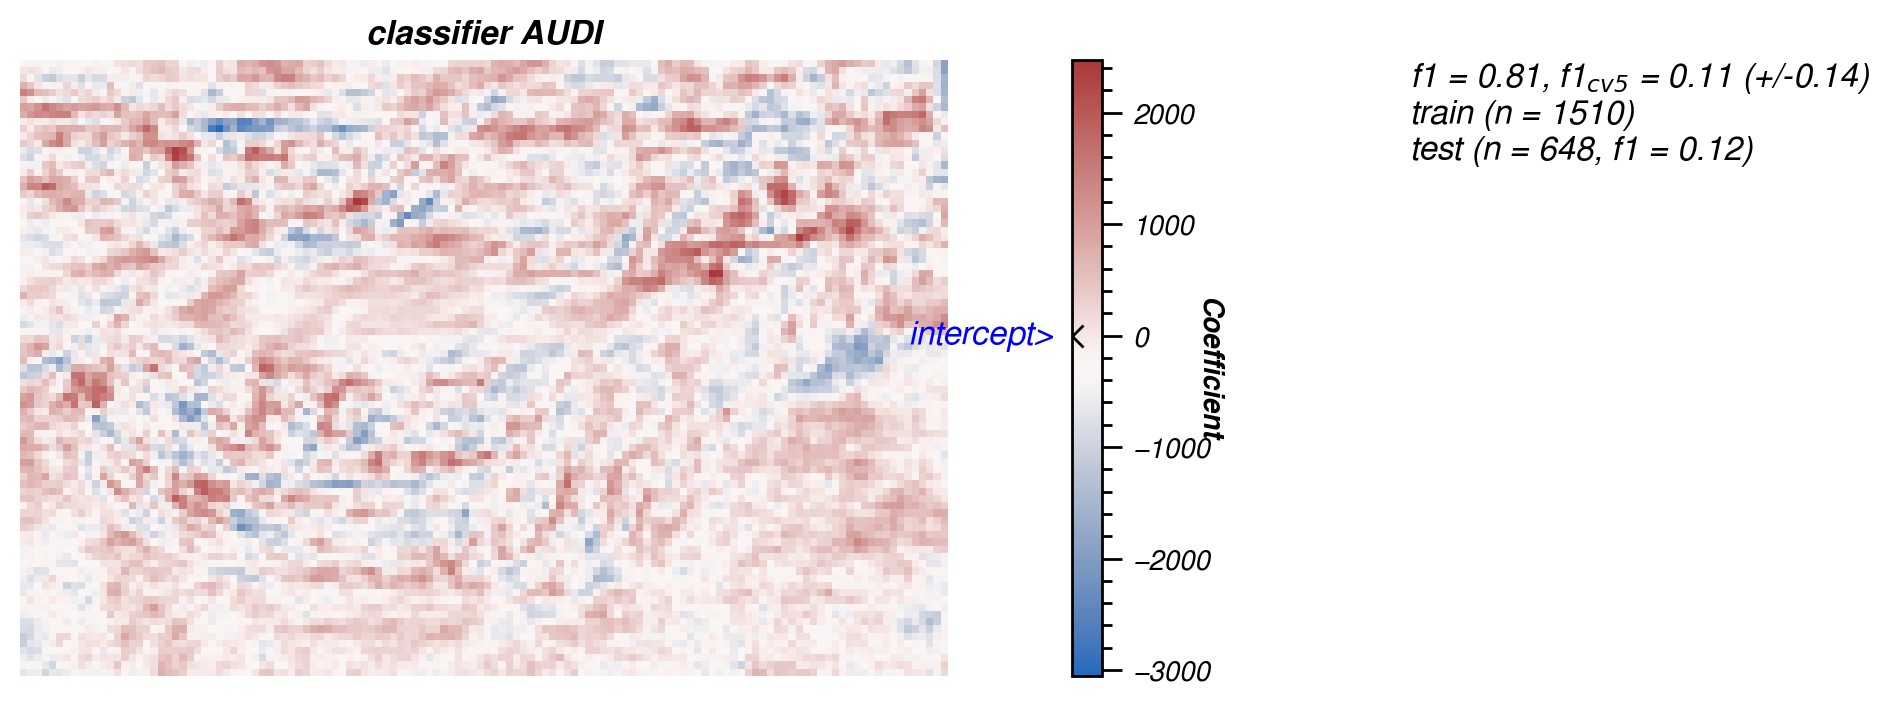 classifier AUDI
f1 = 0.81, f1cv5 = 0.11 (+/-0.14)
train (n = 1510)
test (n = 648, f1 = 0.12)
2000
1000
intercept>
0
−1000
−2000
−3000
Coefficient